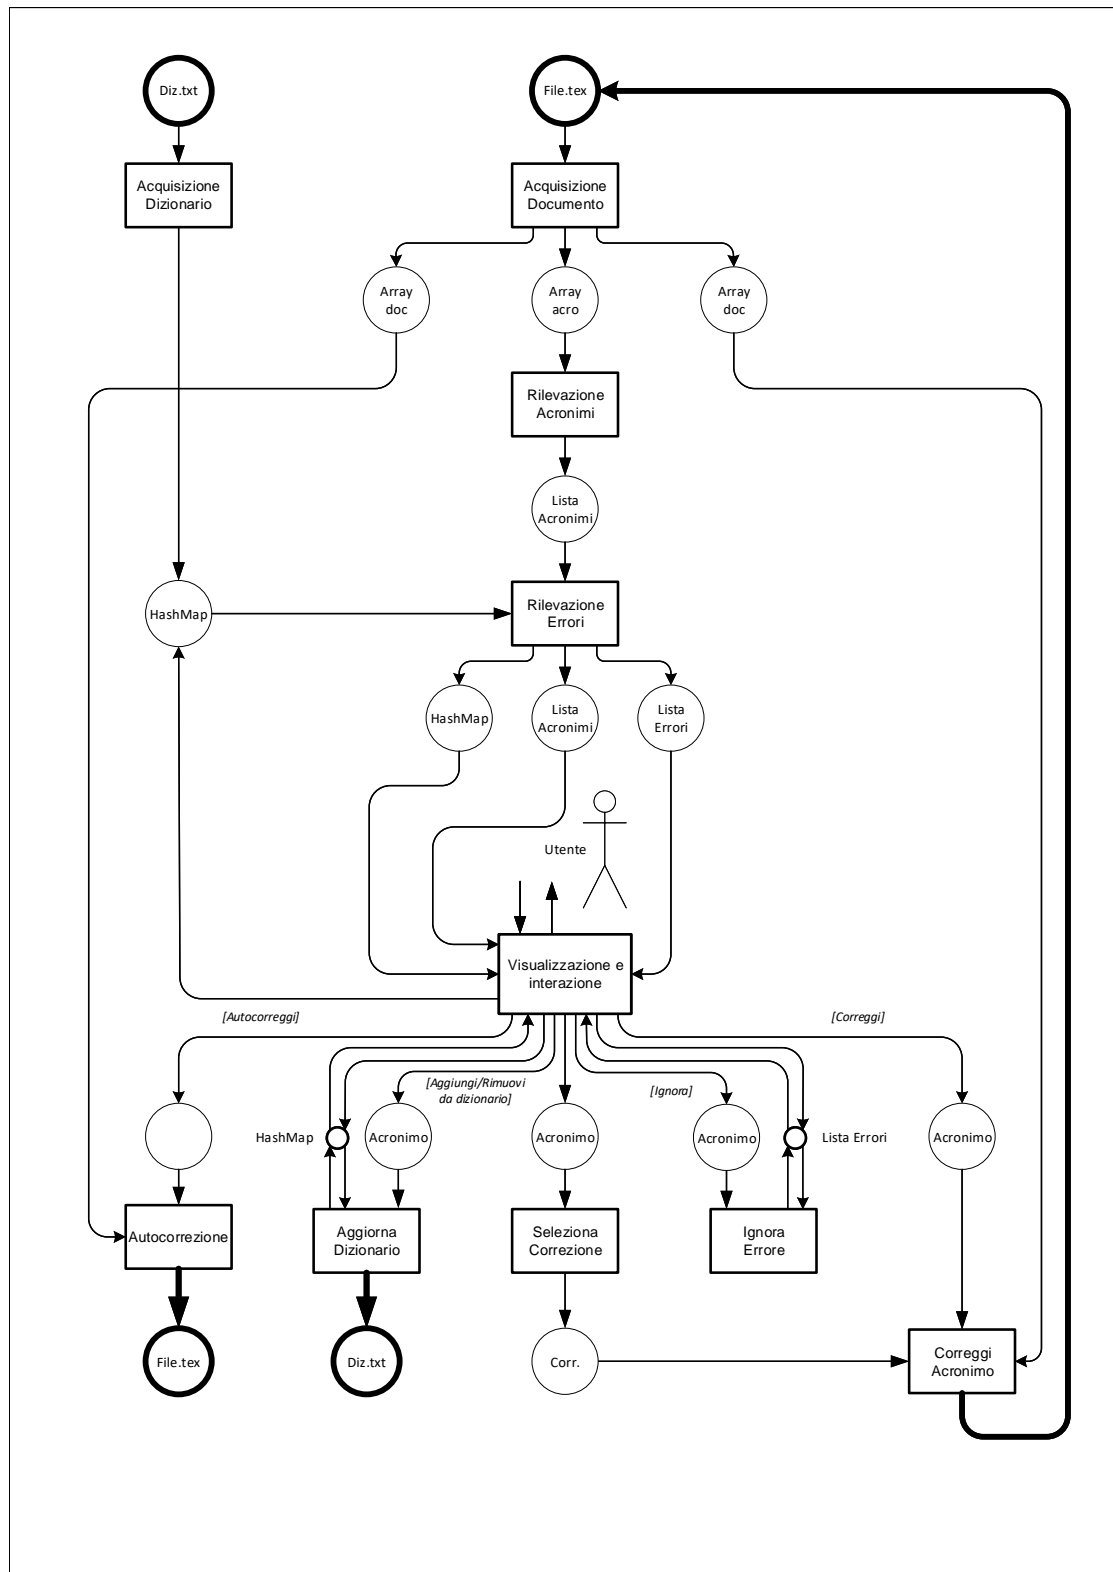 Diz.txt
File.tex
Acquisizione
Dizionario
Acquisizione
Documento
Array
doc
Array
acro
Array
doc
Rilevazione
Acronimi
Lista
Acronimi
HashMap
Rilevazione
Errori
HashMap
Lista
Acronimi
Lista
Errori
Utente
Visualizzazione e
interazione
[Autocorreggi]
[Correggi]
[Aggiungi/Rimuovi
da dizionario]
[Ignora]
HashMap
Acronimo
Acronimo
Acronimo
Lista Errori
Acronimo
Autocorrezione
Aggiorna
Dizionario
Seleziona
Correzione
Ignora
Errore
File.tex
Diz.txt
Corr.
Correggi
Acronimo